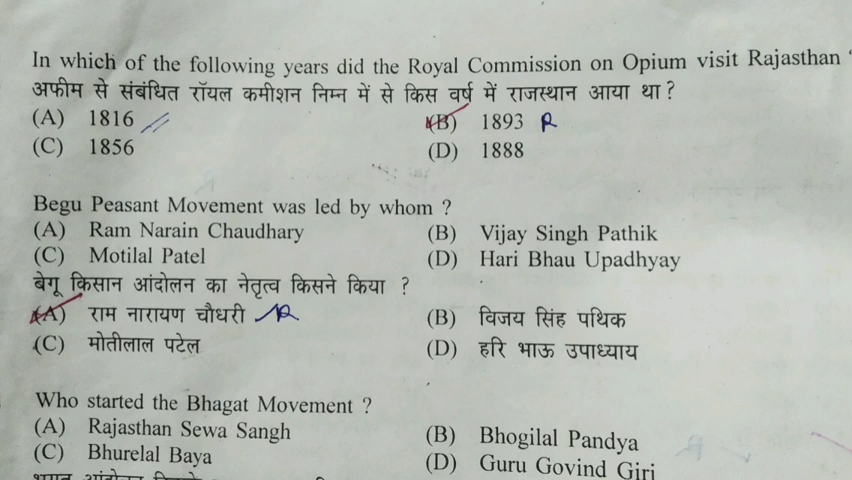 In which of the following years did the Royal Commission on Opium visit Rajasthan
अफीम से संबंधित रॉयल कमीशन निम्न में से किस वर्ष में राजस्थान आया था ?
(A) 1816 (B) 1893 R
(C) 1856 (D) 1888
Begu Peasant Movement was led by whom ?
(A) Ram Narain Chaudhary (B) Vijay Singh Pathik
(C) Motilal Patel (D) Hari Bhau Upadhyay
बेगू किसान आंदोलन का नेतृत्व किसने किया ?
(A) राम नारायण चौधरी R (B) विजय सिंह पथिक
(C) मोतीलाल पटेल (D) हरि भाऊ उपाध्याय
Who started the Bhagat Movement ?
(A) Rajasthan Sewa Sangh (B) Bhogilal Pandya
(C) Bhurelal Baya (D) Guru Govind Giri